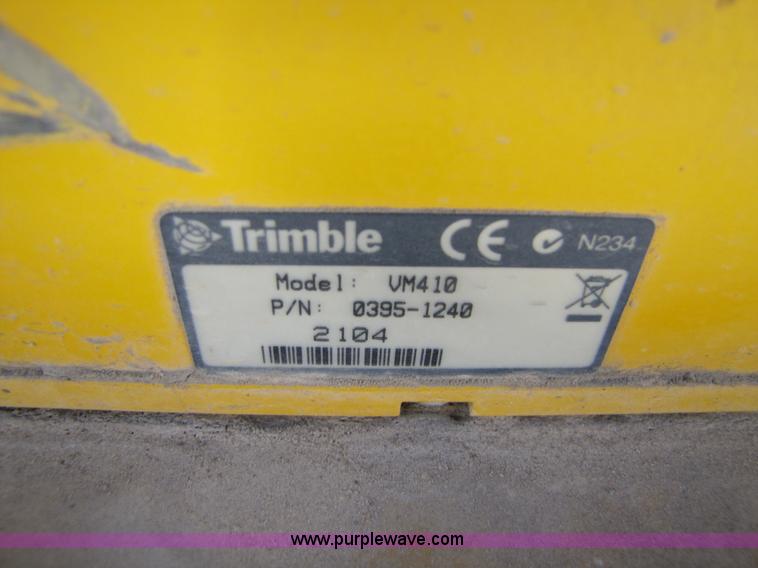 Trimble CE N234
Model: VM410
P/N: 0395-1240
2104
www.purplewave.com